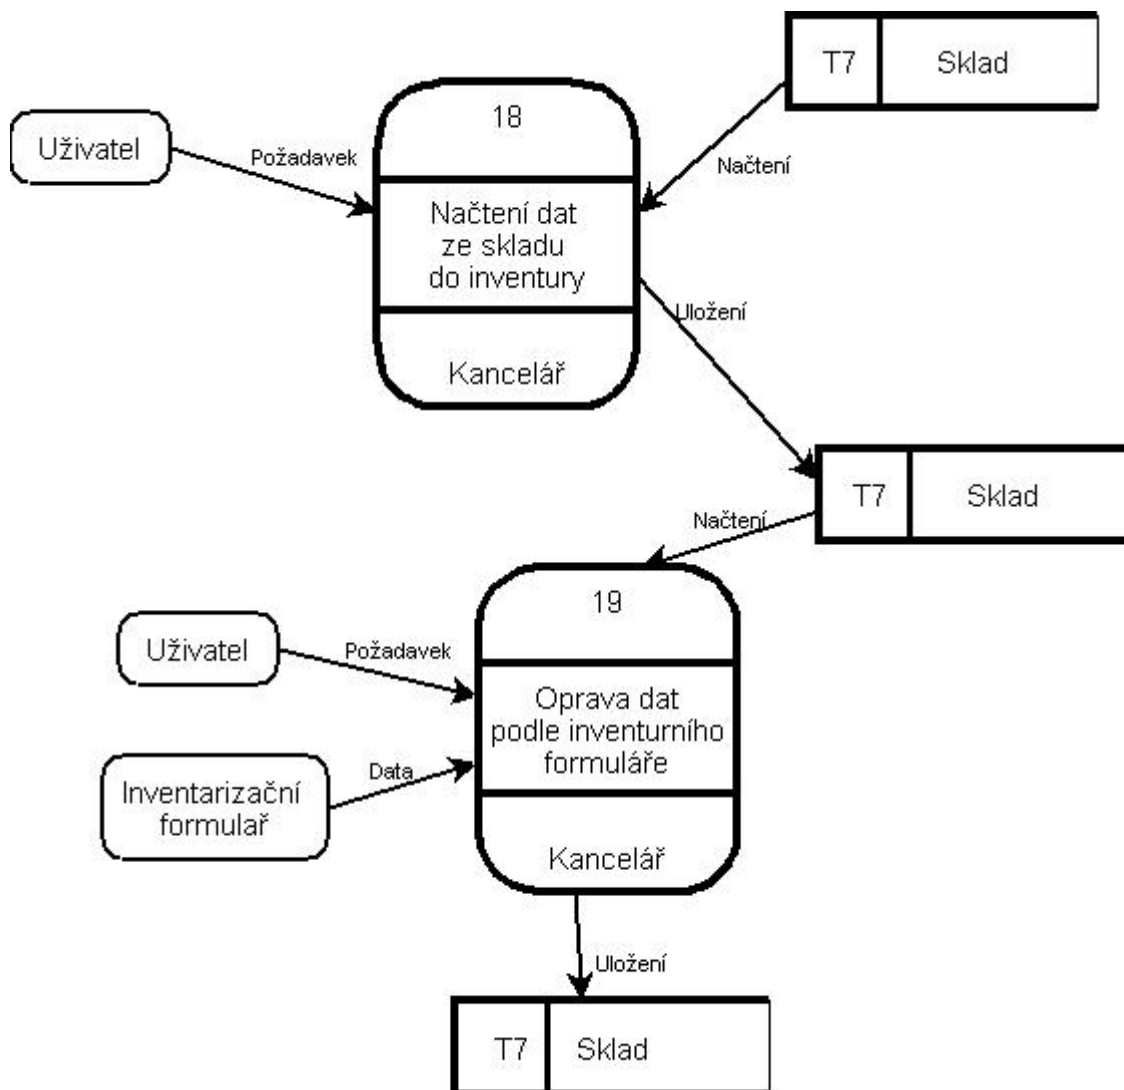 T7 Sklad
18
Uživatel
Požadavek
Načtení
Načtení dat
ze skladu
do inventury
Uložení
Kancelář
T7 Sklad
Načtení
19
Uživatel
Požadavek
Oprava dat
podle inventurního
formuláře
Data
Inventarizační
formulař
Kancelář
Uložení
T7 Sklad